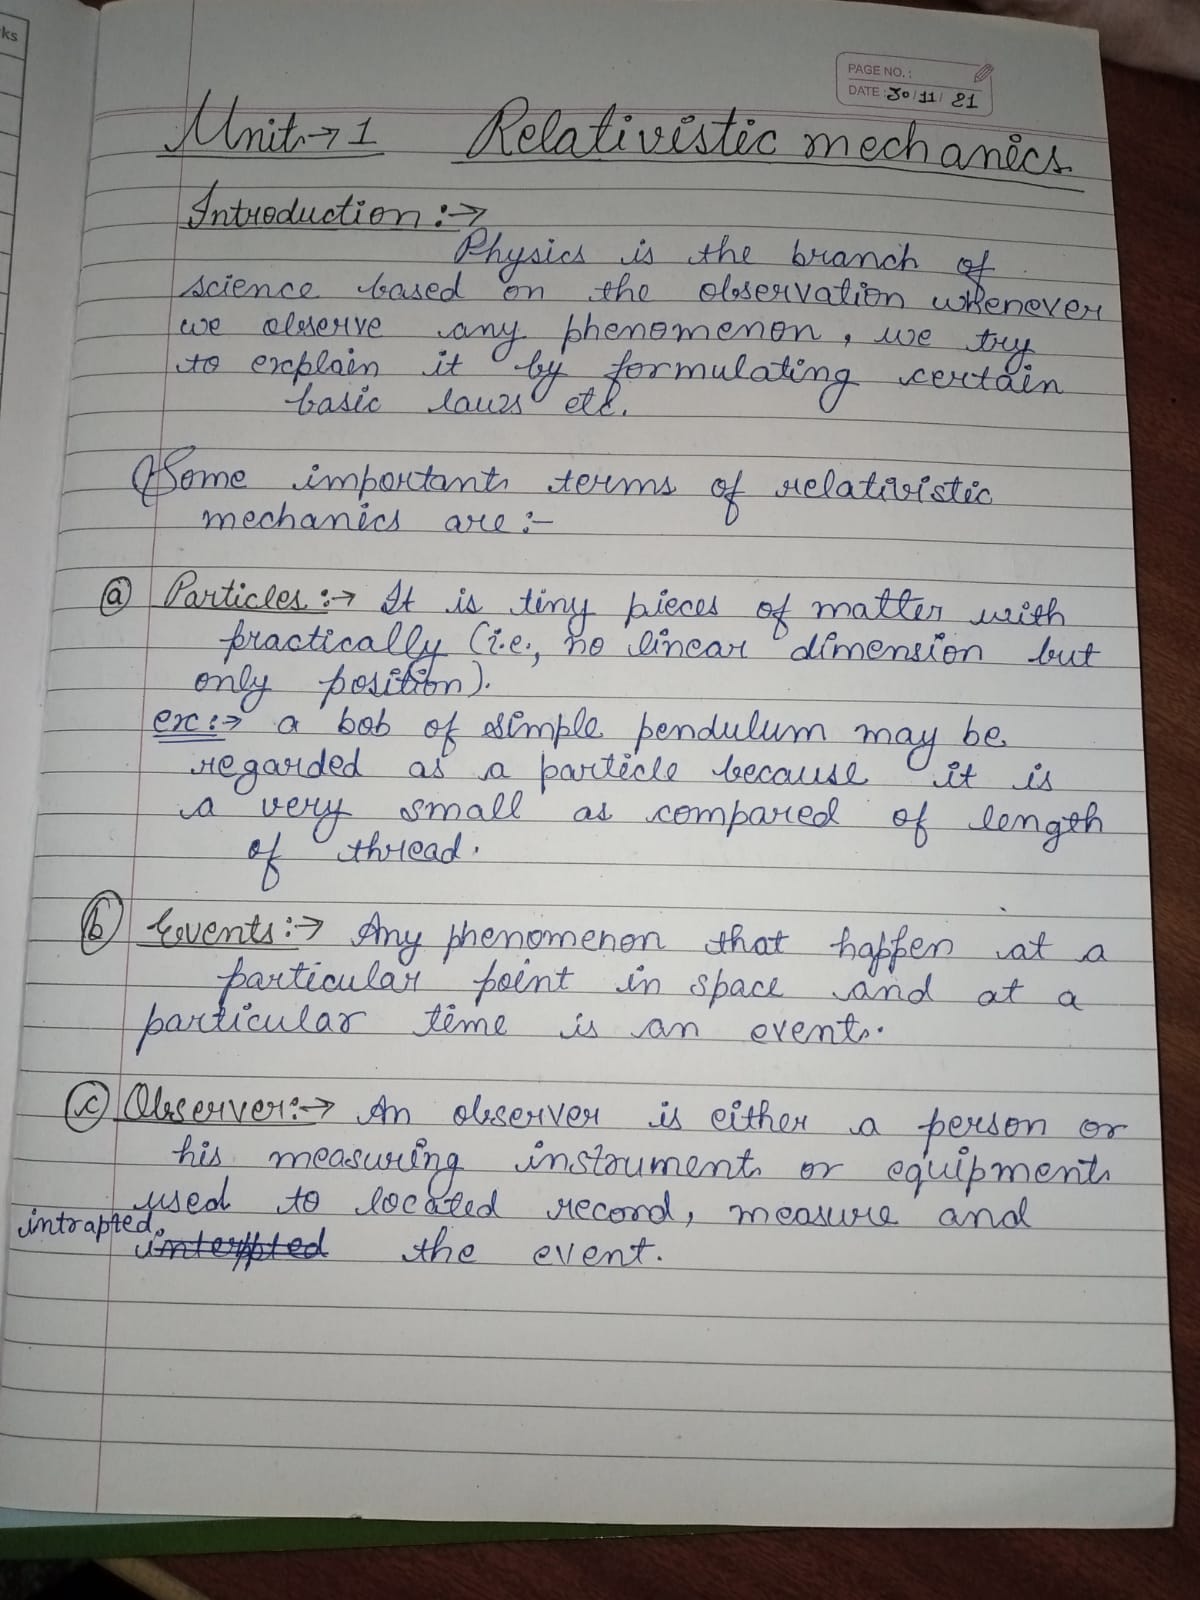 ks
PAGE NO.:
DATE: 30/11/21
Unit → 1 Relativistic mechanics
Introduction :→
Physics is the branch of
science based on the observation whenever
we observe any phenomenon, we try
to explain it by formulating certain
basic laws etc.
Q Some important terms of relativistic
mechanics are :-
(a) Particles :→ It is tiny pieces of matter with
practically (i.e., no linear dimension but
only position).
ex :→ a bob of simple pendulum may be
regarded as a particle because it is
a very small as compared of length
of thread.
(b) Events :→ Any phenomenon that happen at a
particular point in space and at a
particular time is an event.
(c) Observer :→ An observer is either a person or
his measuring instrument or equipment
used to located record, measure and
intrapted the event.